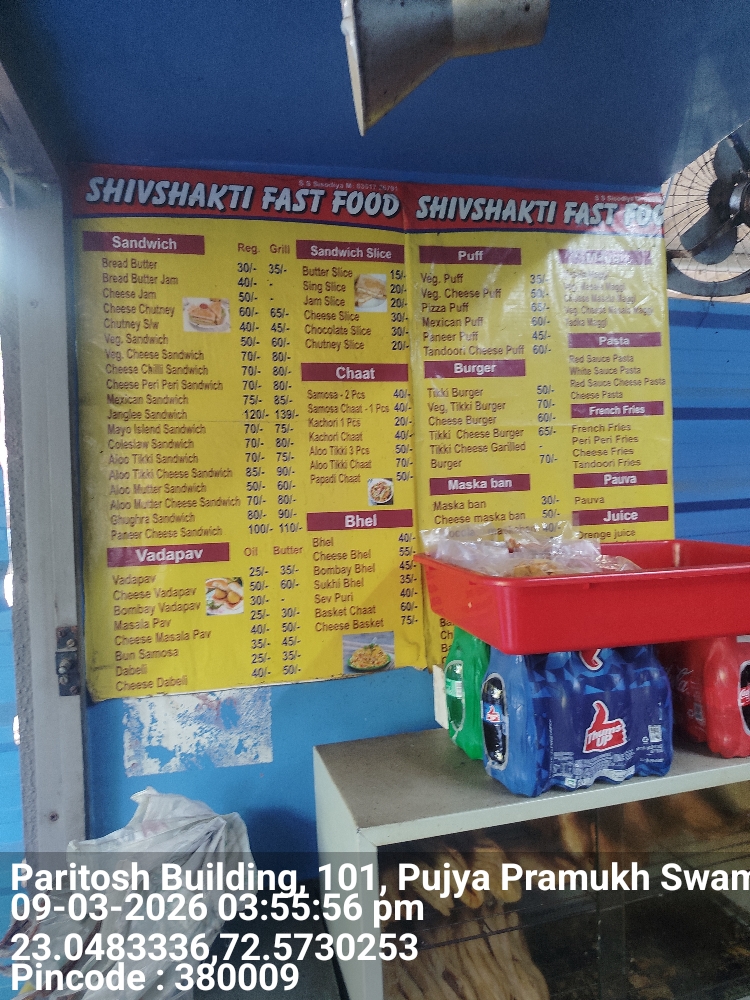 SHIVSHAKTI FAST FOOD
Sandwich Reg. Grill
Bread Butter 30/- 35/-
Bread Butter Jam 40/- -
Cheese Jam 50/- -
Cheese Chutney 60/- 65/-
Chutney S/w 40/- 45/-
Veg. Sandwich 50/- 60/-
Veg. Cheese Sandwich 70/- 80/-
Cheese Chilli Sandwich 70/- 80/-
Cheese Peri Peri Sandwich 70/- 80/-
Mexican Sandwich 75/- 85/-
Janglee Sandwich 120/- 139/-
Mayo Island Sandwich 70/- 75/-
Coleslaw Sandwich 70/- 80/-
Aloo Tikki Sandwich 70/- 75/-
Aloo Tikki Cheese Sandwich 85/- 90/-
Aloo Mutter Sandwich 50/- 60/-
Aloo Mutter Cheese Sandwich 70/- 80/-
Ghughra Sandwich 80/- 90/-
Paneer Cheese Sandwich 100/- 110/-
Vadapav Oil Butter
Vadapav 25/- 35/-
Cheese Vadapav 50/- 60/-
Bombay Vadapav 30/- -
Masala Pav 25/- 30/-
Cheese Masala Pav 40/- 50/-
Bun Samosa 35/- 45/-
Dabeli 25/- 35/-
Cheese Dabeli 40/- 50/-
Sandwich Slice
Butter Slice 15/-
Sing Slice 20/-
Jam Slice 20/-
Cheese Slice 30/-
Chocolate Slice 30/-
Chutney Slice 20/-
Chaat
Samosa - 2 Pcs 40/-
Samosa Chaat - 1 Pcs 40/-
Kachori 1 Pcs 20/-
Kachori Chaat 40/-
Aloo Tikki 3 Pcs 50/-
Aloo Tikki Chaat 70/-
Papadi Chaat 50/-
Bhel
Bhel 40/-
Cheese Bhel 55/-
Bombay Bhel 45/-
Sukhi Bhel 35/-
Sev Puri 40/-
Basket Chaat 60/-
Cheese Basket 75/-
SHIVSHAKTI FAST FOO
Puff
Veg. Puff 35/-
Veg. Cheese Puff 50/-
Pizza Puff
Mexican Puff 60/-
Paneer Puff 45/-
Tandoori Cheese Puff 60/-
Burger
Tikki Burger 50/-
Veg. Tikki Burger 70/-
Cheese Burger 60/-
Tikki Cheese Burger 65/-
Tikki Cheese Garilled -
Burger 70/-
Maska ban
Maska ban 30/-
Cheese maska ban 50/-
Ba
Che
Ba
Pasta
Red Sauce Pasta
White Sauce Pasta
Red Sauce Cheese Pasta
Cheese Pasta
French Fries
French Fries
Peri Peri Fries
Cheese Fries
Tandoori Fries
Pauva
Pauva
Juice
Orenge juice
Thums UP
Paritosh Building, 101, Pujya Pramukh Swam
09-03-2026 03:55:56 pm
23.0483336,72.5730253
Pincode : 380009